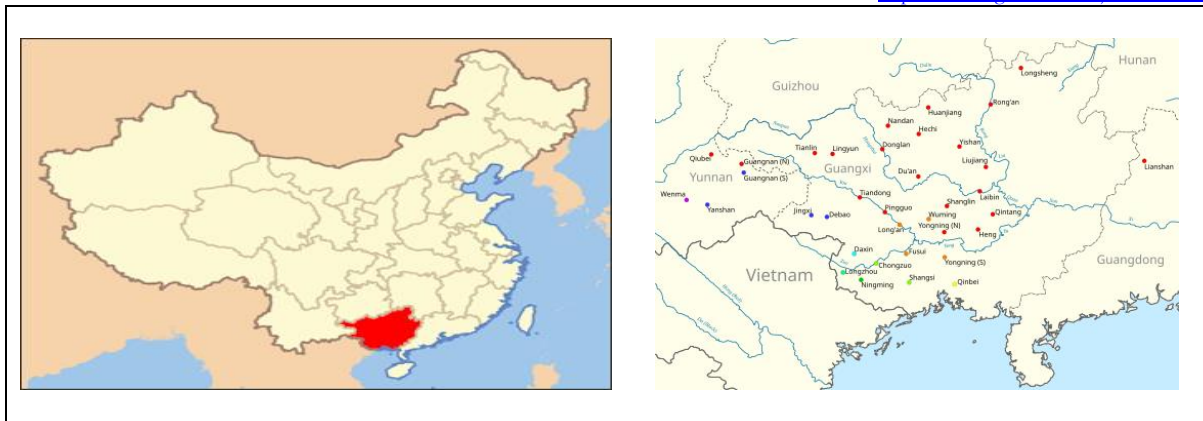 Hunan
Longsheng
Guizhou
Rong'an
Huanjiang
Nandan
Hechi
Donglan
Yishan
Tianlin
Lingyun
Qiubei
Guangnan (N)
Liujiang
Lianshan
Guangxi
Guangnan (S)
Yunnan
Du'an
Laibin
Wenma
Tiandong
Yanshan
Shanglin
Pingguo
Jingxi
Debao
Wuming
Qintang
Long'an
Yongning (N)
Heng
Daxin
Fusui
Yongning (S)
Chongzuo
Guangdong
Longzhou
Vietnam
Ningming
Shangsi
Qinbei